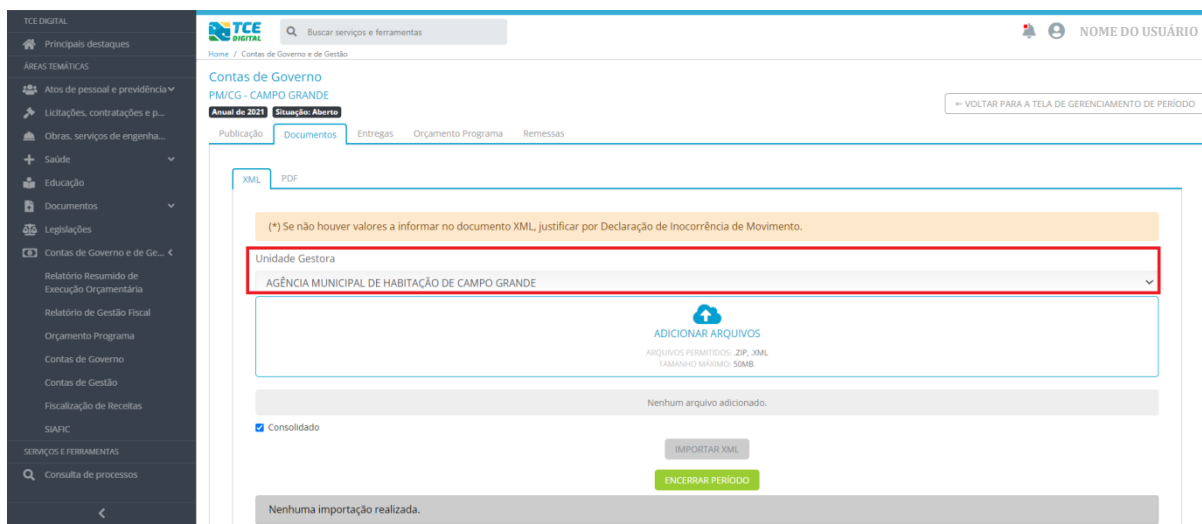 TCE DIGITAL
Principais destaques
ÁREAS TEMÁTICAS
Atos de pessoal e previdência
Licitações, contratações e p...
Obras, serviços de engenha...
Saúde
Educação
Documentos
Legislações
Contas de Governo e de Ge...
Relatório Resumido de
Execução Orçamentária
Relatório de Gestão Fiscal
Orçamento Programa
Contas de Governo
Contas de Gestão
Fiscalização de Receitas
SIAFIC
SERVIÇOS E FERRAMENTAS
Consulta de processos
TCE
DIGITAL
Buscar serviços e ferramentas
NOME DO USUÁRIO
Home / Contas de Governo e de Gestão
Contas de Governo
PM/CG - CAMPO GRANDE
Anual de 2021 Situação: Aberto
← VOLTAR PARA A TELA DE GERENCIAMENTO DE PERÍODO
Publicação Documentos Entregas Orçamento Programa Remessas
XML PDF
(*) Se não houver valores a informar no documento XML, justificar por Declaração de Inocorrência de Movimento.
Unidade Gestora
AGÊNCIA MUNICIPAL DE HABITAÇÃO DE CAMPO GRANDE
ADICIONAR ARQUIVOS
ARQUIVOS PERMITIDOS: .ZIP, .XML
TAMANHO MÁXIMO: 50MB.
Nenhum arquivo adicionado.
Consolidado
IMPORTAR XML
ENCERRAR PERÍODO
Nenhuma importação realizada.